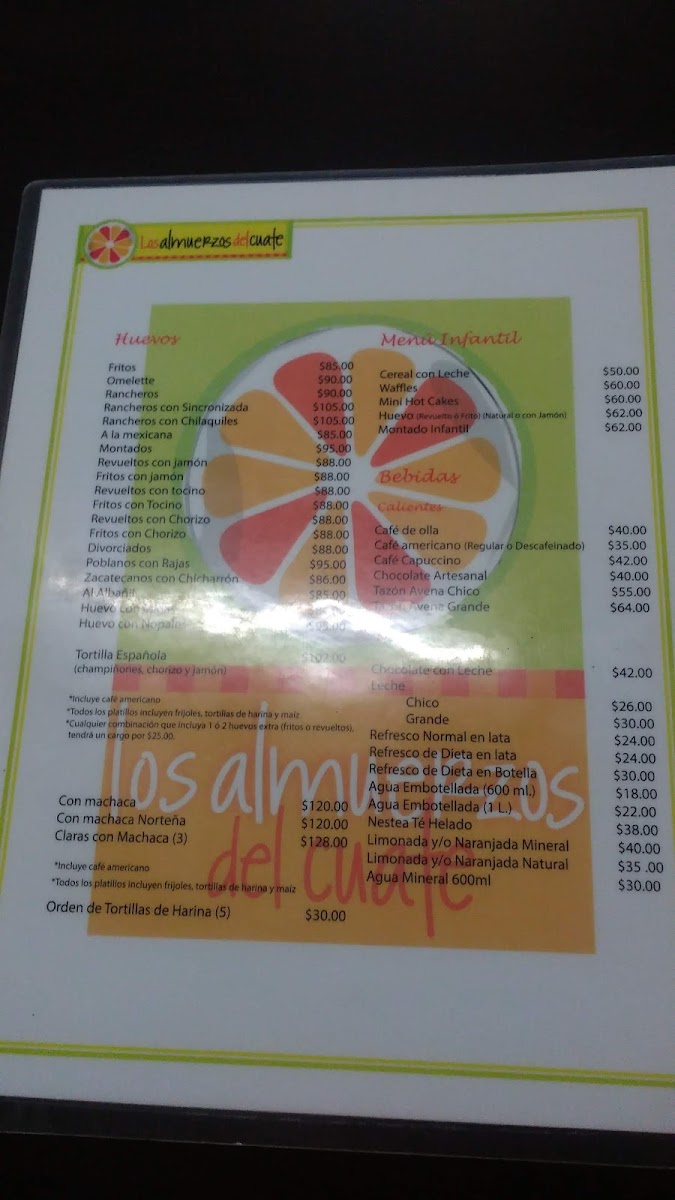 Los almuerzos del cuate
Huevos
Fritos $85.00
Omelette $90.00
Rancheros $90.00
Rancheros con Sincronizada $105.00
Rancheros con Chilaquiles $105.00
A la mexicana $85.00
Montados $95.00
Revueltos con jamón $88.00
Fritos con jamón $88.00
Revueltos con tocino $88.00
Fritos con Tocino $88.00
Revueltos con Chorizo $88.00
Fritos con Chorizo $88.00
Divorciados $88.00
Poblanos con Rajas $95.00
Zacatecanos con Chicharrón $86.00
Al Albañil $85.00
Huevo con
Huevo con Nopales $95.00
Tortilla Española $102.00
(champiñones, chorizo y jamón)
*Incluye café americano
*Todos los platillos incluyen frijoles, tortillas de harina y maíz
*Cualquier combinación que incluya 1 ó 2 huevos extra (fritos o revueltos),
tendrá un cargo por $25.00.
Con machaca $120.00
Con machaca Norteña $120.00
Claras con Machaca (3) $128.00
*Incluye café americano
*Todos los platillos incluyen frijoles, tortillas de harina y maíz
Orden de Tortillas de Harina (5) $30.00
Menú Infantil
Cereal con Leche $50.00
Waffles $60.00
Mini Hot Cakes $60.00
Huevo (Revuelto ó Frito) (Natural o con Jamón) $62.00
Montado Infantil $62.00
Bebidas
Calientes
Café de olla $40.00
Café americano (Regular o Descafeinado) $35.00
Café Capuccino $42.00
Chocolate Artesanal $40.00
Tazón Avena Chico $55.00
Tazón Avena Grande $64.00
Chocolate con Leche $42.00
Leche
Chico $26.00
Grande $30.00
Refresco Normal en lata $24.00
Refresco de Dieta en lata $24.00
Refresco de Dieta en Botella $30.00
Agua Embotellada (600 ml.) $18.00
Agua Embotellada (1 L.) $22.00
Nestea Té Helado $38.00
Limonada y/o Naranjada Mineral $40.00
Limonada y/o Naranjada Natural $35 .00
Agua Mineral 600ml $30.00
los almuerzos
del cuate